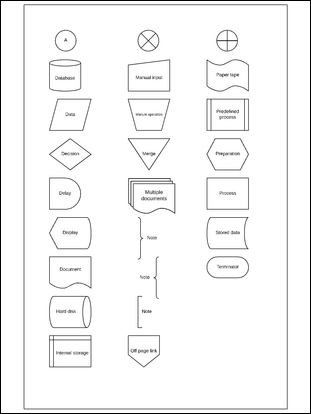 A
Database
Manual input
Paper tape
Data
Manual operation
Predefined
process
Decision
Merge
Preparation
Delay
Multiple
documents
Process
Display
Note
Stored data
Document
Note
Terminator
Hard disk
Note
Internal storage
Off page link